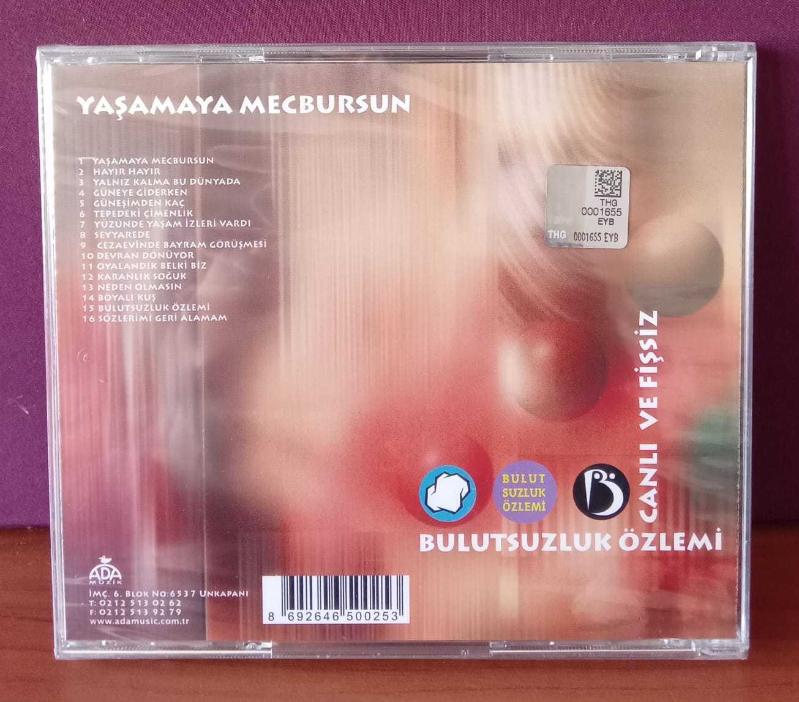 YAŞAMAYA MECBURSUN
1 YAŞAMAYA MECBURSUN
2 HAYIR HAYIR
3 YALNIZ KALMA BU DÜNYADA
4 GÜNEYE GİDERKEN
5 GÜNEŞİMDEN KAÇ
6 TEPEDEKİ ÇİMENLİK
7 YÜZÜNDE YAŞAM İZLERİ VARDI
8 SEYYAREDE
9 CEZAEVİNDE BAYRAM GÖRÜŞMESİ
10 DEVRAN DÖNÜYOR
11 OYALANDIK BELKİ BİZ
12 KARANLIK SOĞUK
13 NEDEN OLMASIN
14 BOYALI KUŞ
15 BULUTSUZLUK ÖZLEMİ
16 SÖZLERİMİ GERİ ALAMAM
THG
0001655
EYB
THG 0001655 EYB
CANLI VE FİŞSİZ
BULUT
SUZLUK
ÖZLEMİ
BÖ
BULUTSUZLUK ÖZLEMİ
ADA
MÜZİK
İMÇ. 6. BLOK NO:6537 UNKAPANI
T: 0212 513 02 62
F: 0212 513 92 79
www.adamusic.com.tr
8 692646 500253